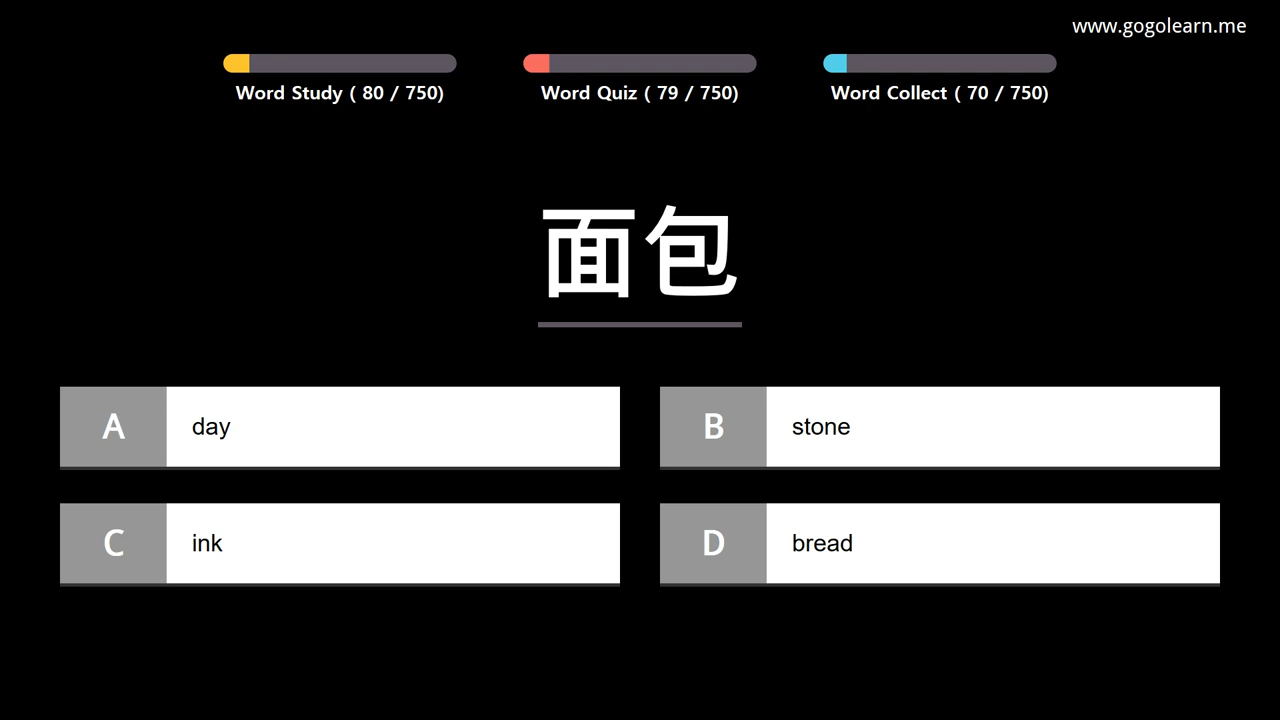 www.gogolearn.me
Word Study ( 80 / 750)
Word Quiz ( 79 / 750)
Word Collect ( 70 / 750)
面包
A day
B stone
C ink
D bread